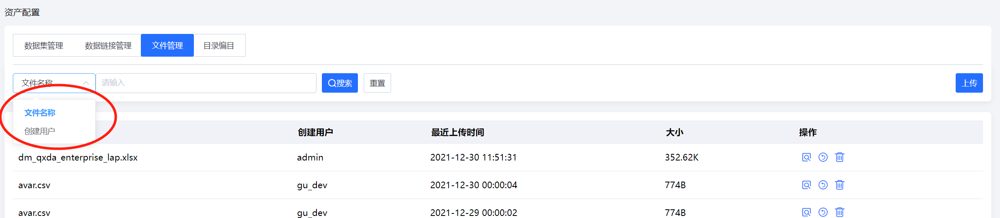 资产配置
数据集管理 数据链接管理 文件管理 目录编目
文件名称 请输入 搜索 重置 上传
文件名称
创建用户
创建用户 最近上传时间 大小 操作
dm_qxda_enterprise_lap.xlsx admin 2021-12-30 11:51:31 352.62K
avar.csv gu_dev 2021-12-30 00:00:04 774B
avar.csv gu_dev 2021-12-29 00:00:02 774B